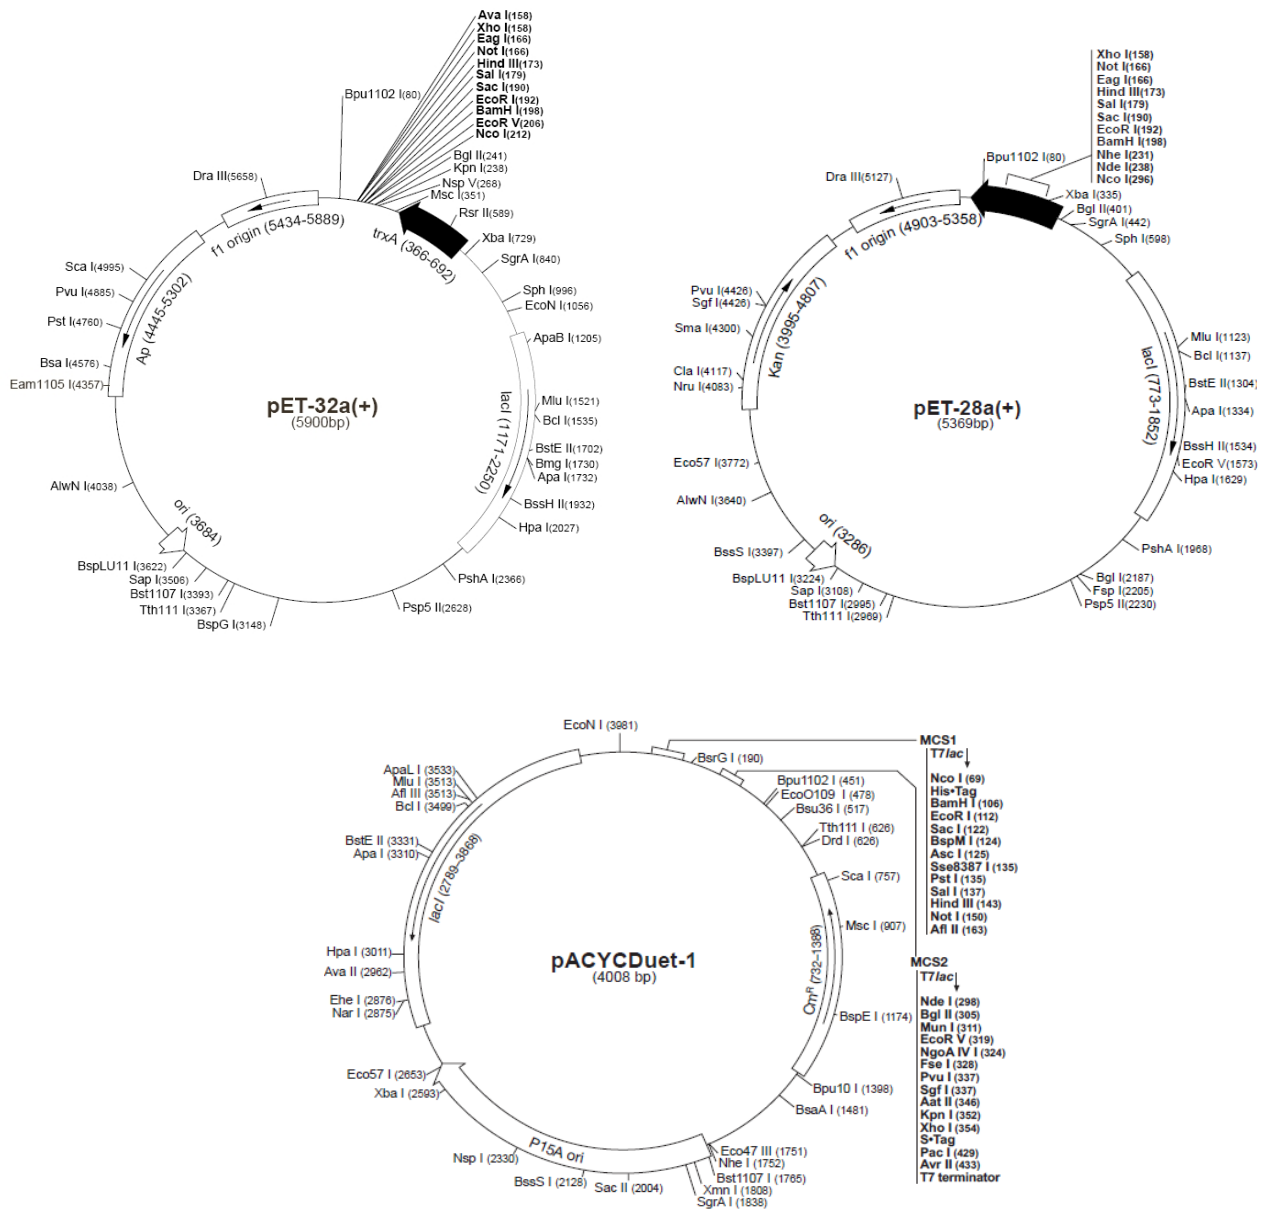 Ava I(158)
Xho I(158)
Eag I(166)
Not I(166)
Hind III(173)
Sal I(179)
Sac I(190)
EcoR I(192)
BamH I(198)
EcoR V(206)
Nco I(212)
Bpu1102 I(80)
Bgl II(241)
Kpn I(238)
Nsp V(268)
Msc I(351)
Rsr II(589)
Xba I(729)
SgrA I(840)
Sph I(996)
EcoN I(1056)
ApaB I(1205)
Mlu I(1521)
Bcl I(1535)
BstE II(1702)
Bmg I(1730)
Apa I(1732)
BssH II(1932)
Hpa I(2027)
PshA I(2366)
Psp5 II(2628)
BspG I(3148)
Tth111 I(3367)
Bst1107 I(3393)
Sap I(3506)
BspLU11 I(3622)
AlwN I(4038)
Eam1105 I(4357)
Bsa I(4576)
Pst I(4760)
Pvu I(4885)
Sca I(4995)
Dra III(5658)
f1 origin (5434-5889)
trxA (366-692)
Ap (4445-5302)
lacI (1171-2250)
ori (3684)
pET-32a(+)
(5900bp)
Xho I(158)
Not I(166)
Eag I(166)
Hind III(173)
Sal I(179)
Sac I(190)
EcoR I(192)
BamH I(198)
Nhe I(231)
Nde I(238)
Nco I(296)
Bpu1102 I(80)
Xba I(335)
Bgl II(401)
SgrA I(442)
Sph I(598)
Mlu I(1123)
Bcl I(1137)
BstE II(1304)
Apa I(1334)
BssH II(1534)
EcoR V(1573)
Hpa I(1629)
PshA I(1968)
Bgl I(2187)
Fsp I(2205)
Psp5 II(2230)
Tth111 I(2969)
Bst1107 I(2995)
Sap I(3108)
BspLU11 I(3224)
BssS I(3397)
AlwN I(3640)
Eco57 I(3772)
Nru I(4083)
Cla I(4117)
Sma I(4300)
Sgf I(4426)
Pvu I(4426)
Dra III(5127)
f1 origin (4903-5358)
Kan (3995-4807)
lacI (773-1852)
ori (3286)
pET-28a(+)
(5369bp)
EcoN I (3981)
BsrG I (190)
Bpu1102 I (451)
EcoO109 I (478)
Bsu36 I (517)
Tth111 I (626)
Drd I (626)
Sca I (757)
Msc I (907)
BspE I (1174)
Bpu10 I (1398)
BsaA I (1481)
Eco47 III (1751)
Nhe I (1752)
Bst1107 I (1765)
Xmn I (1808)
SgrA I (1838)
Sac II (2004)
BssS I (2128)
Nsp I (2330)
Xba I (2593)
Eco57 I (2653)
Nar I (2875)
Ehe I (2876)
Ava II (2962)
Hpa I (3011)
Apa I (3310)
BstE II (3331)
Bcl I (3499)
Afl III (3513)
Mlu I (3513)
ApaL I (3533)
lacI (2789–3868)
CmR (732–1388)
P15A ori
pACYCDuet-1
(4008 bp)
MCS1
T7lac
Nco I (69)
His•Tag
BamH I (106)
EcoR I (112)
Sac I (122)
BspM I (124)
Asc I (125)
Sse8387 I (135)
Pst I (135)
Sal I (137)
Hind III (143)
Not I (150)
Afl II (163)
MCS2
T7lac
Nde I (298)
Bgl II (305)
Mun I (311)
EcoR V (319)
NgoA IV I (324)
Fse I (328)
Pvu I (337)
Sgf I (337)
Aat II (346)
Kpn I (352)
Xho I (354)
S•Tag
Pac I (429)
Avr II (433)
T7 terminator